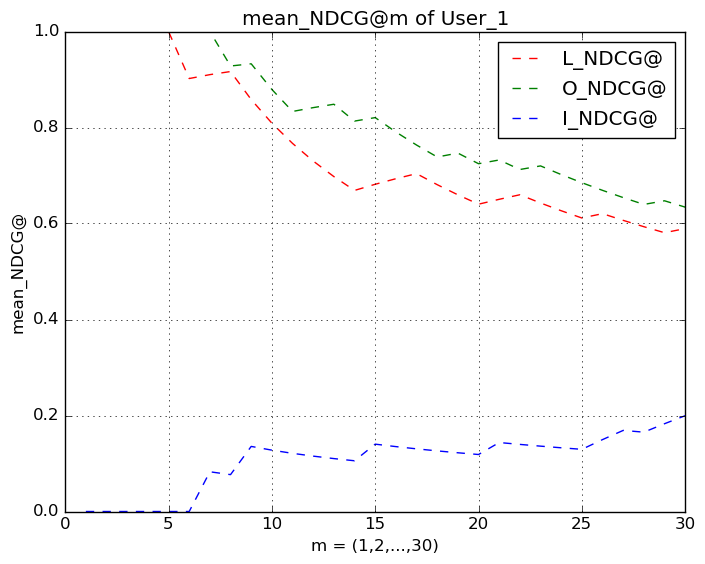 mean_NDCG@m of User_1
1.0
0.8
0.6
0.4
0.2
0.0
mean_NDCG@
L_NDCG@
O_NDCG@
I_NDCG@
0 5 10 15 20 25 30
m = (1,2,...,30)